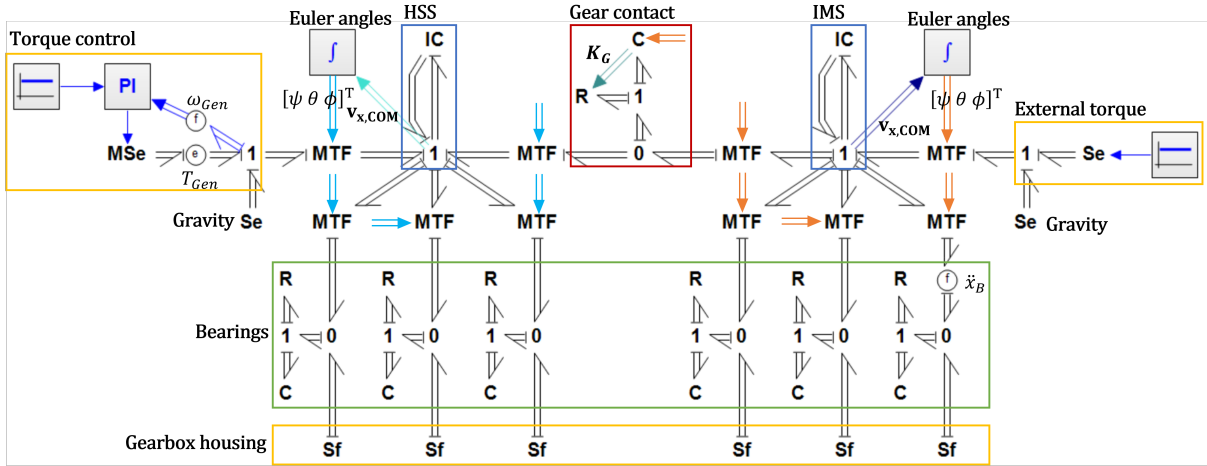 Euler angles HSS Gear contact IMS Euler angles
Torque control
IC C IC
∫ ∫
K_G
PI
ω_Gen [ψ θ ϕ]^T R 1 [ψ θ ϕ]^T
f v_x,COM v_x,COM External torque
MSe e 1 MTF 1 MTF 0 MTF 1 MTF 1 Se
T_Gen
Gravity Se MTF MTF MTF MTF MTF MTF Se Gravity
R R R R R R f ẍ_B
Bearings 1 0 1 0 1 0 1 0 1 0 1 0
C C C C C C
Gearbox housing Sf Sf Sf Sf Sf Sf